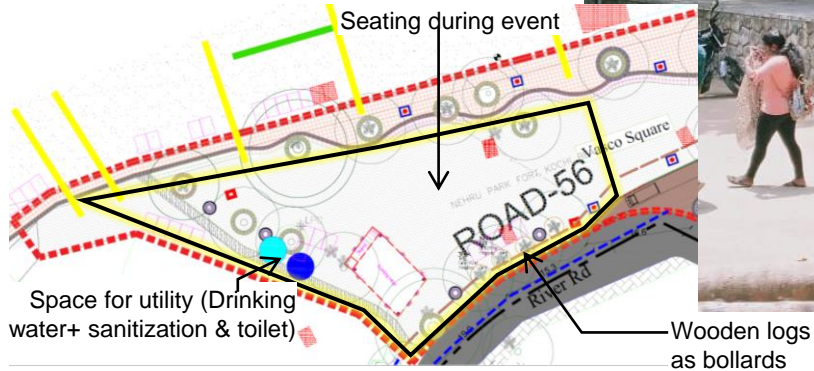 Seating during event
Vasco Square
NEHRU PARK FORT, KOCHI
ROAD-56
River Rd
Space for utility (Drinking
water+ sanitization & toilet)
Wooden logs
as bollards